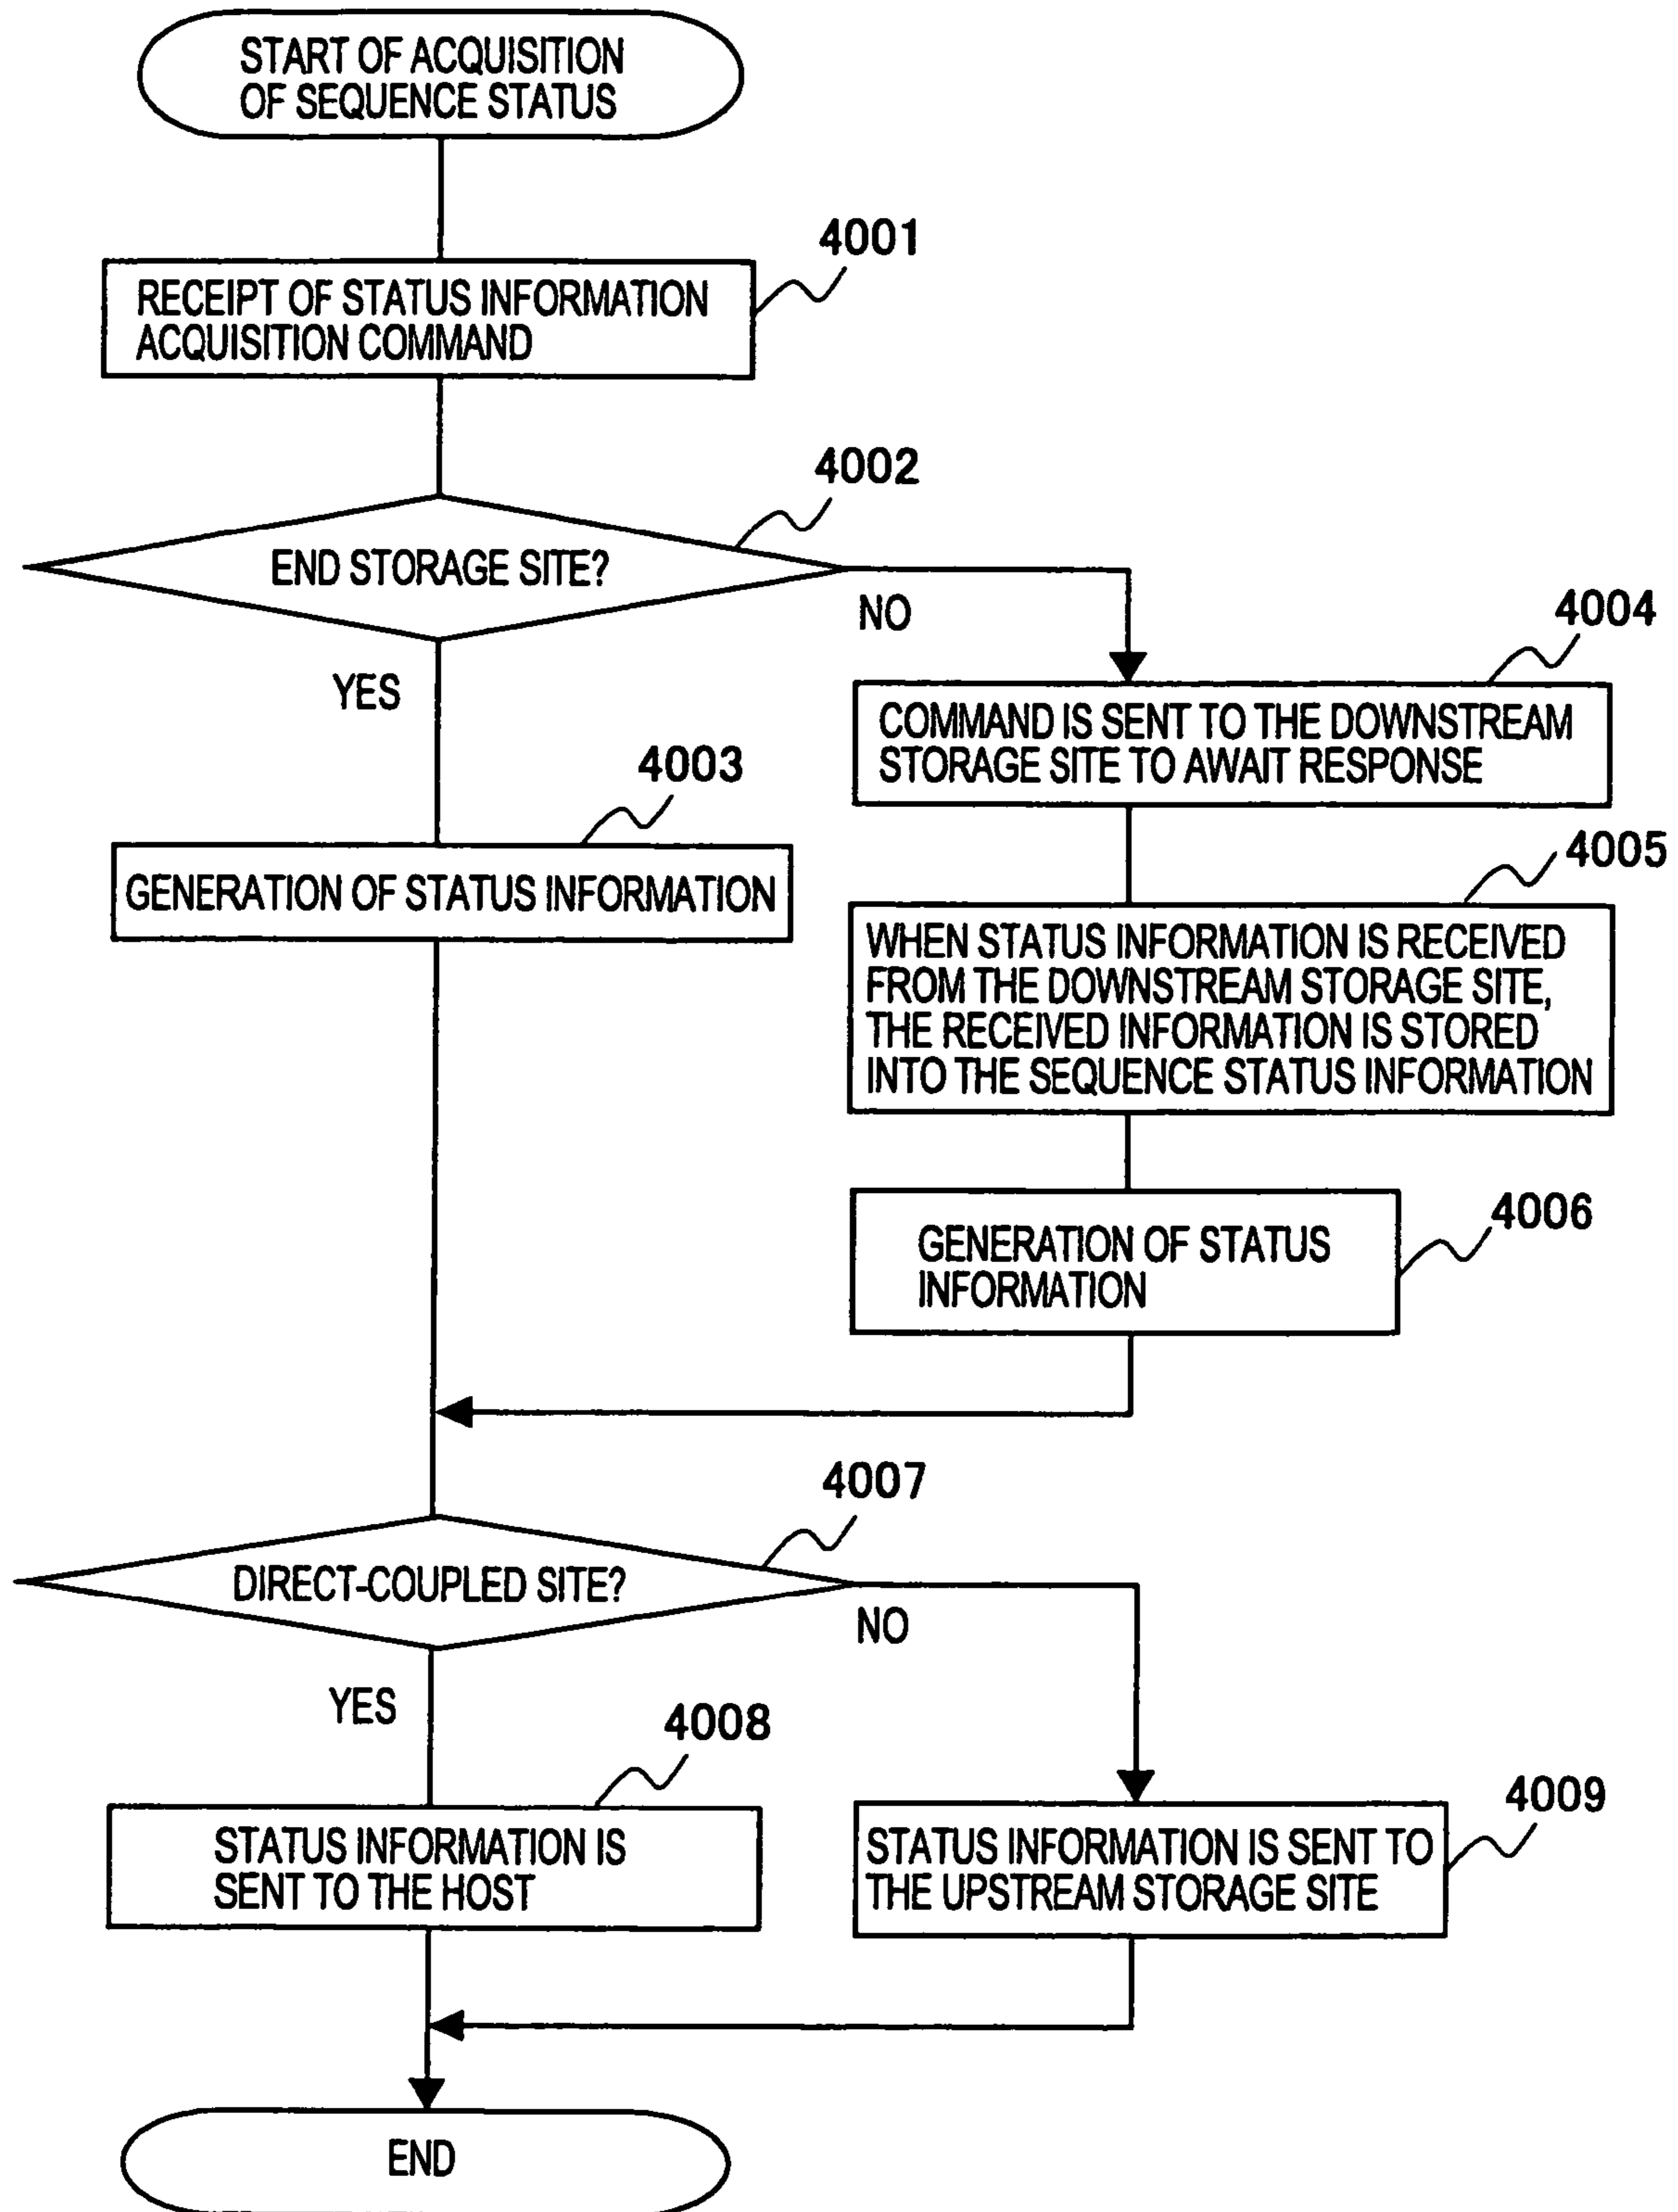 START OF ACQUISITION
OF SEQUENCE STATUS
4001
RECEIPT OF STATUS INFORMATION
ACQUISITION COMMAND
4002
END STORAGE SITE?
NO
YES
4004
COMMAND IS SENT TO THE DOWNSTREAM
STORAGE SITE TO AWAIT RESPONSE
4003
GENERATION OF STATUS INFORMATION
4005
WHEN STATUS INFORMATION IS RECEIVED
FROM THE DOWNSTREAM STORAGE SITE,
THE RECEIVED INFORMATION IS STORED
INTO THE SEQUENCE STATUS INFORMATION
4006
GENERATION OF STATUS
INFORMATION
4007
DIRECT-COUPLED SITE?
NO
YES
4008
STATUS INFORMATION IS
SENT TO THE HOST
4009
STATUS INFORMATION IS SENT TO
THE UPSTREAM STORAGE SITE
END